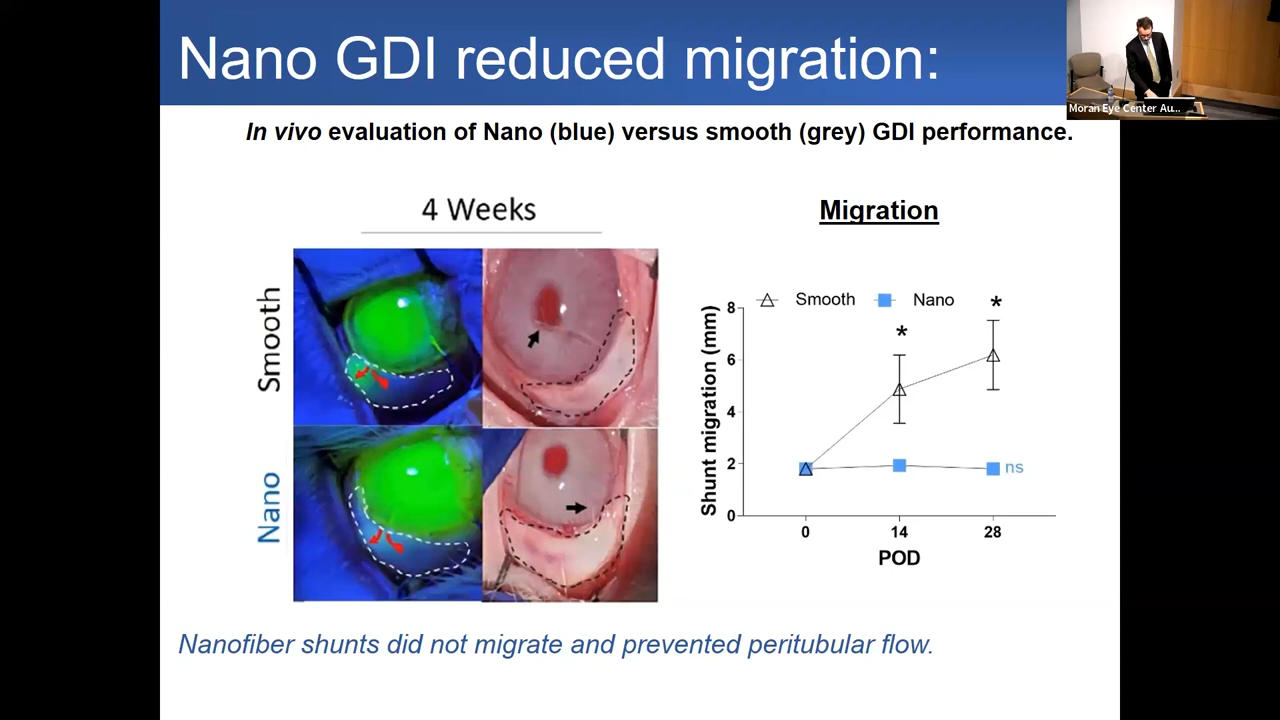 Nano GDI reduced migration:
Moran Eye Center Au...
In vivo evaluation of Nano (blue) versus smooth (grey) GDI performance.
4 Weeks
Smooth
Nano
Migration
Smooth
Nano
*
*
Shunt migration (mm)
8
6
4
2
0
ns
0 14 28
POD
Nanofiber shunts did not migrate and prevented peritubular flow.